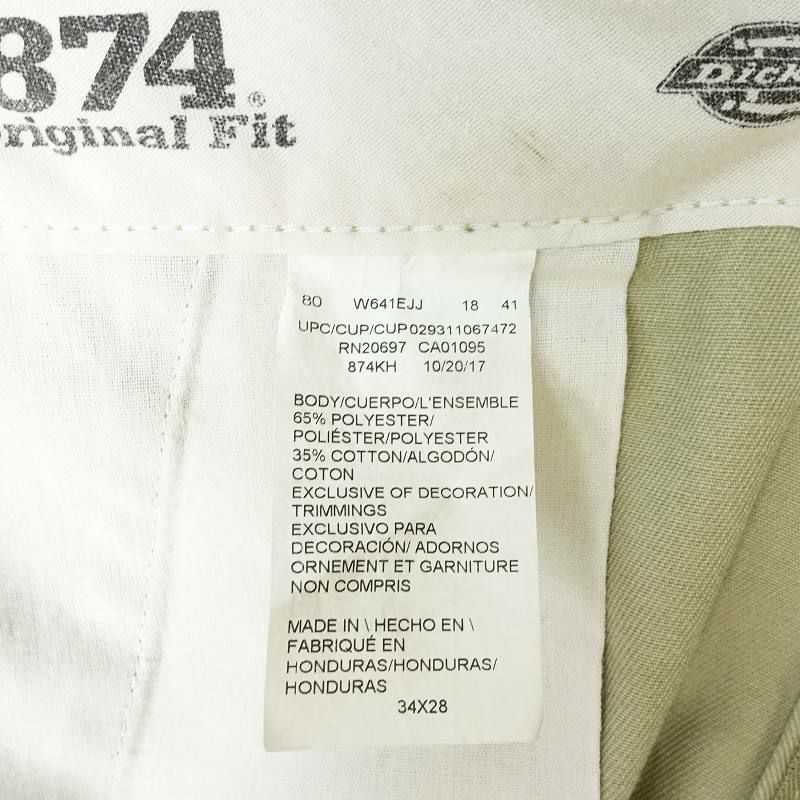 874®
Original Fit
Dick
80 W641EJJ 18 41
UPC/CUP/CUP029311067472
RN20697 CA01095
874KH 10/20/17
BODY/CUERPO/L'ENSEMBLE
65% POLYESTER/
POLIÉSTER/POLYESTER
35% COTTON/ALGODÓN/
COTON
EXCLUSIVE OF DECORATION/
TRIMMINGS
EXCLUSIVO PARA
DECORACIÓN/ ADORNOS
ORNEMENT ET GARNITURE
NON COMPRIS
MADE IN \ HECHO EN \
FABRIQUÉ EN
HONDURAS/HONDURAS/
HONDURAS
34X28